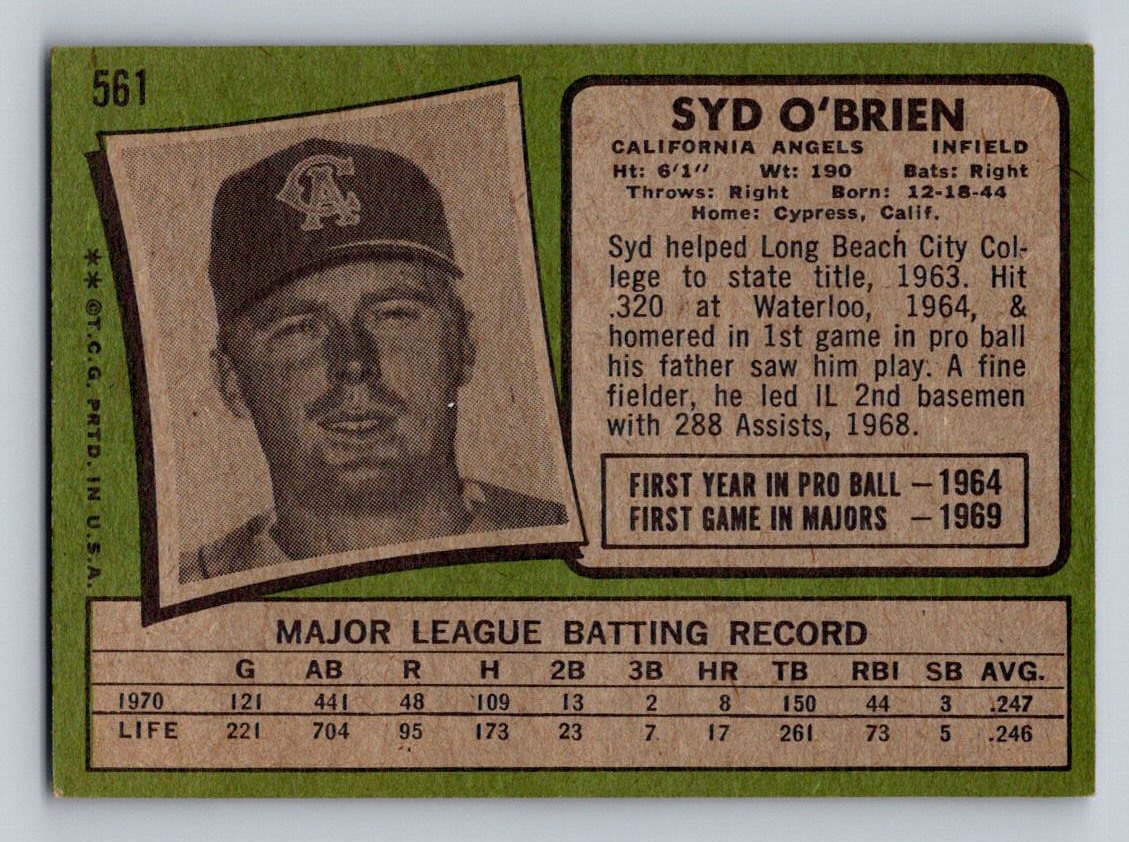 561
SYD O'BRIEN
CALIFORNIA ANGELS INFIELD
Ht: 6'1" Wt: 190 Bats: Right
Throws: Right Born: 12-18-44
Home: Cypress, Calif.
Syd helped Long Beach City Col-
lege to state title, 1963. Hit
.320 at Waterloo, 1964, &
homered in 1st game in pro ball
his father saw him play. A fine
fielder, he led IL 2nd basemen
with 288 Assists, 1968.
FIRST YEAR IN PRO BALL – 1964
FIRST GAME IN MAJORS – 1969
CA
**©T.C.G. PRTD. IN U.S.A.
MAJOR LEAGUE BATTING RECORD
G AB R H 2B 3B HR TB RBI SB AVG.
1970 121 441 48 109 13 2 8 150 44 3 .247
LIFE 221 704 95 173 23 7 17 261 73 5 .246